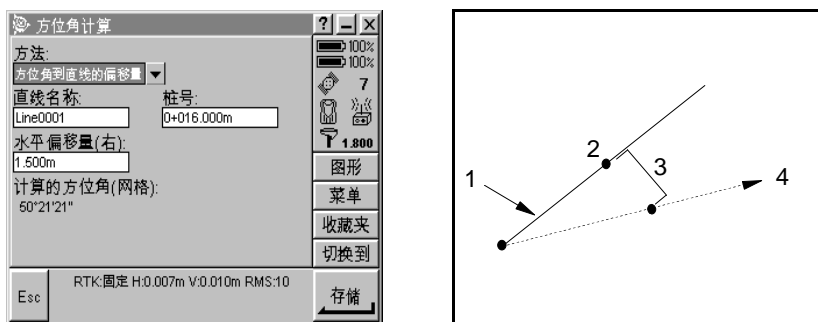 方位角计算
? - ×
方法:
方位角到直线的偏移量
直线名称: 桩号:
Line0001 0+016.000m
水平偏移量(右):
1.500m
计算的方位角(网格):
50°21'21"
100%
100%
7
1.800
图形
菜单
收藏夹
切换到
Esc
RTK:固定 H:0.007m V:0.010m RMS:10
存储
1
2
3
4